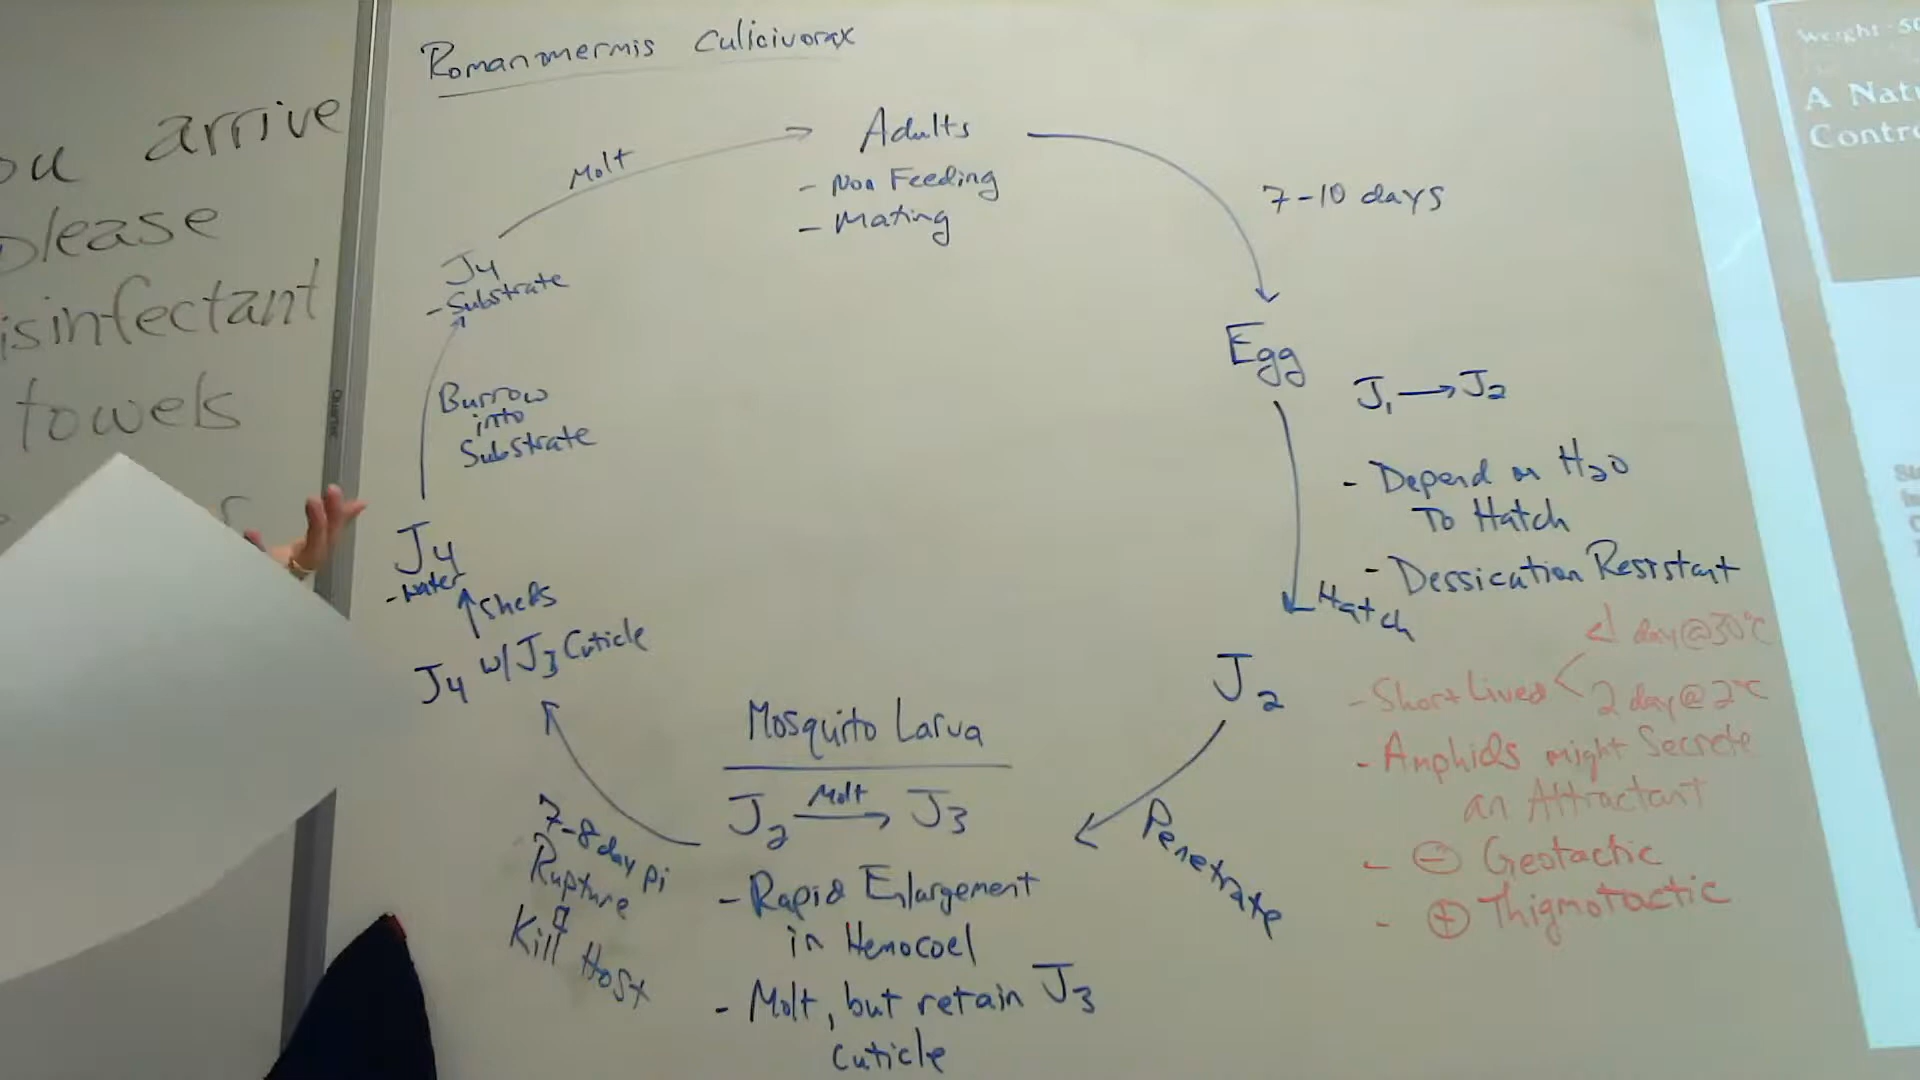 Romanomermis Culicivorax
Adults
- Non Feeding
- Mating
7-10 days
Egg
J1 → J2
- Depend on H2O
To Hatch
- Dessication Resistant
Hatch
J2
day@30°C
- Short Lived
2 day@2°C
- Amphids might Secrete
an Attractant
- ⊖ Geotactic
- ⊕ Thigmotactic
Penetrate
Mosquito Larva
J2 Molt → J3
- Rapid Enlargement
in Hemocoel
- Molt, but retain J3
cuticle
7-8 day pi
Rupture
Kill Host
J4 w/ J3 Cuticle
↑ sheds
J4
- water
Burrow
into
Substrate
J4
- Substrate
Molt
arrive
please
towels
Weight
A Nat
Contr